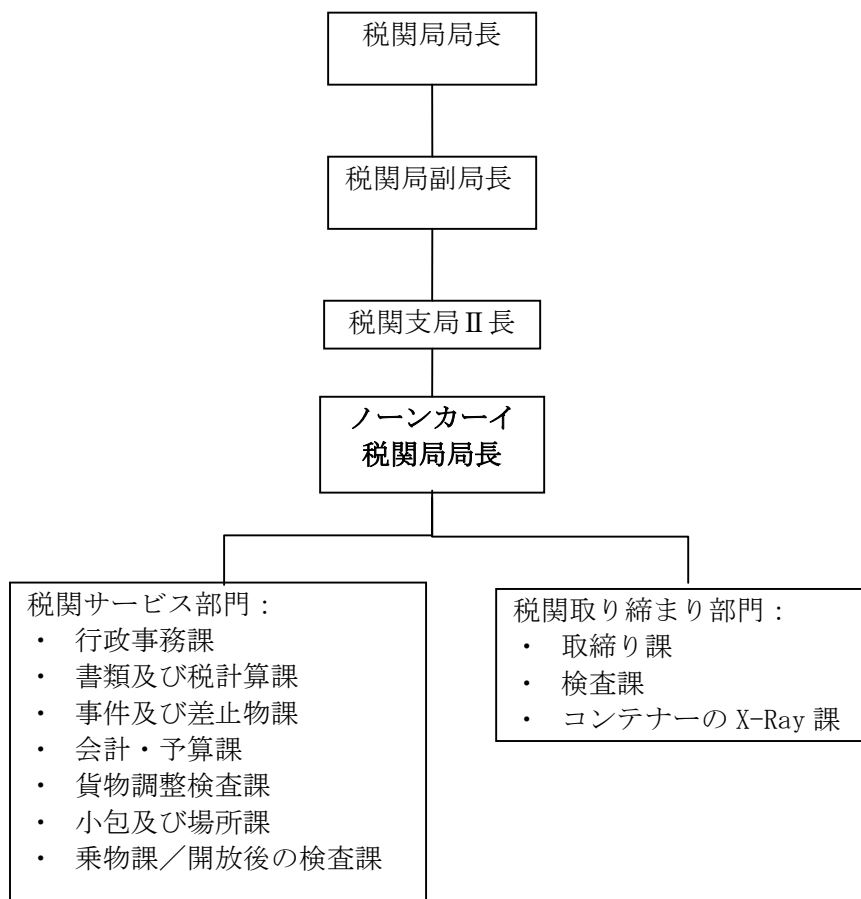 税関局局長
税関局副局長
税関支局Ⅱ長
ノーンカーイ
税関局局長
税関サービス部門：
・ 行政事務課
・ 書類及び税計算課
・ 事件及び差止物課
・ 会計・予算課
・ 貨物調整検査課
・ 小包及び場所課
・ 乗物課／開放後の検査課
税関取り締まり部門：
・ 取締り課
・ 検査課
・ コンテナーの X-Ray 課